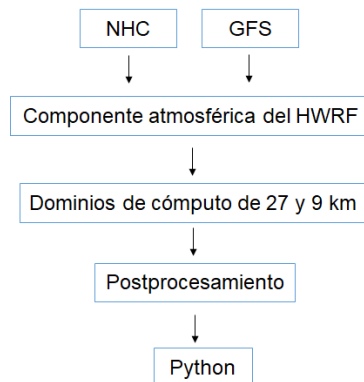 NHC
GFS
Componente atmosférica del HWRF
Dominios de cómputo de 27 y 9 km
Postprocesamiento
Python